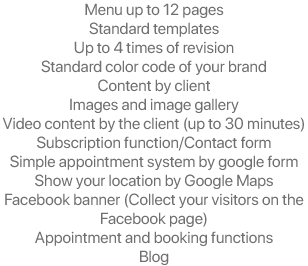 Menu up to 12 pages
Standard templates
Up to 4 times of revision
Standard color code of your brand
Content by client
Images and image gallery
Video content by the client (up to 30 minutes)
Subscription function/Contact form
Simple appointment system by google form
Show your location by Google Maps
Facebook banner (Collect your visitors on the
Facebook page)
Appointment and booking functions
Blog